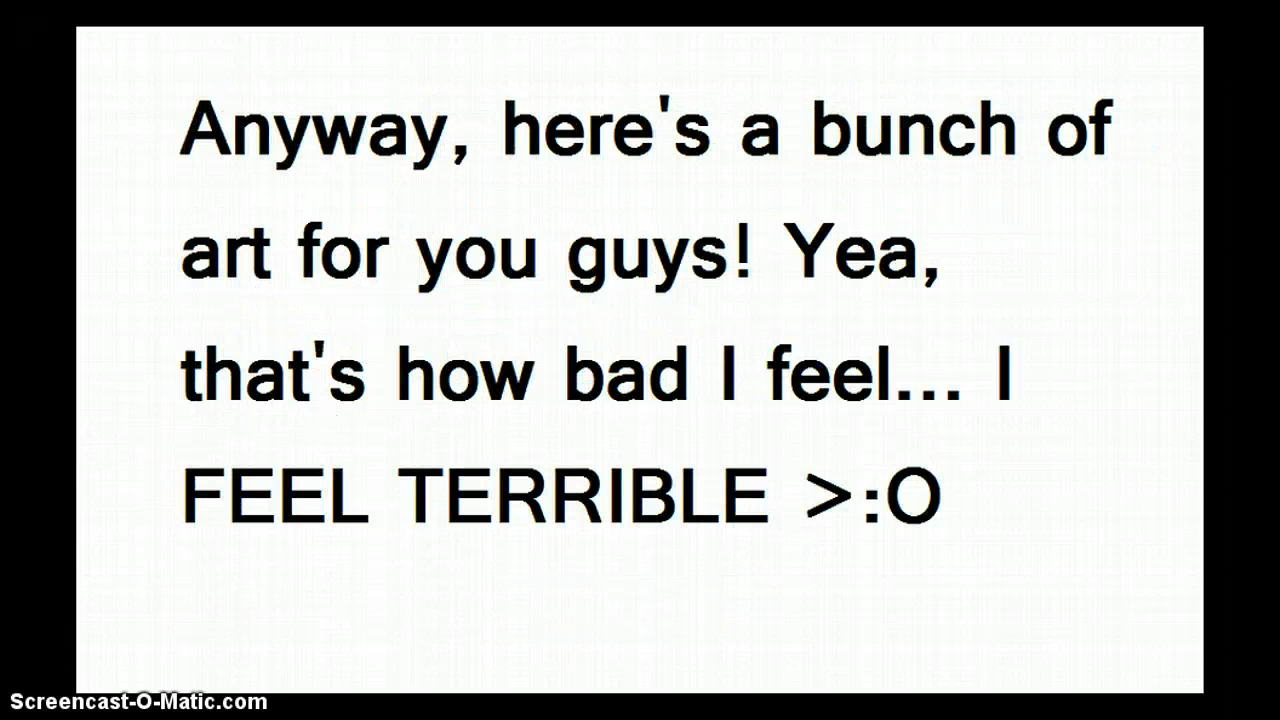 Anyway, here's a bunch of
art for you guys! Yea,
that's how bad I feel... I
FEEL TERRIBLE >:O
Screencast-O-Matic.com